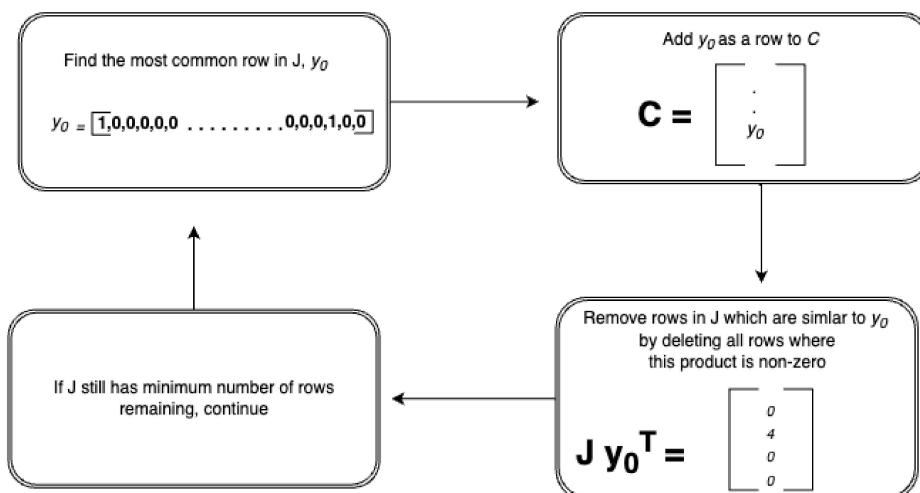 Find the most common row in J, y0
y0 = [1,0,0,0,0,0 ......... 0,0,0,1,0,0]
Add y0 as a row to C
C =
.
.
y0
Remove rows in J which are simlar to y0
by deleting all rows where
this product is non-zero
J y0^T =
0
4
0
0
If J still has minimum number of rows
remaining, continue